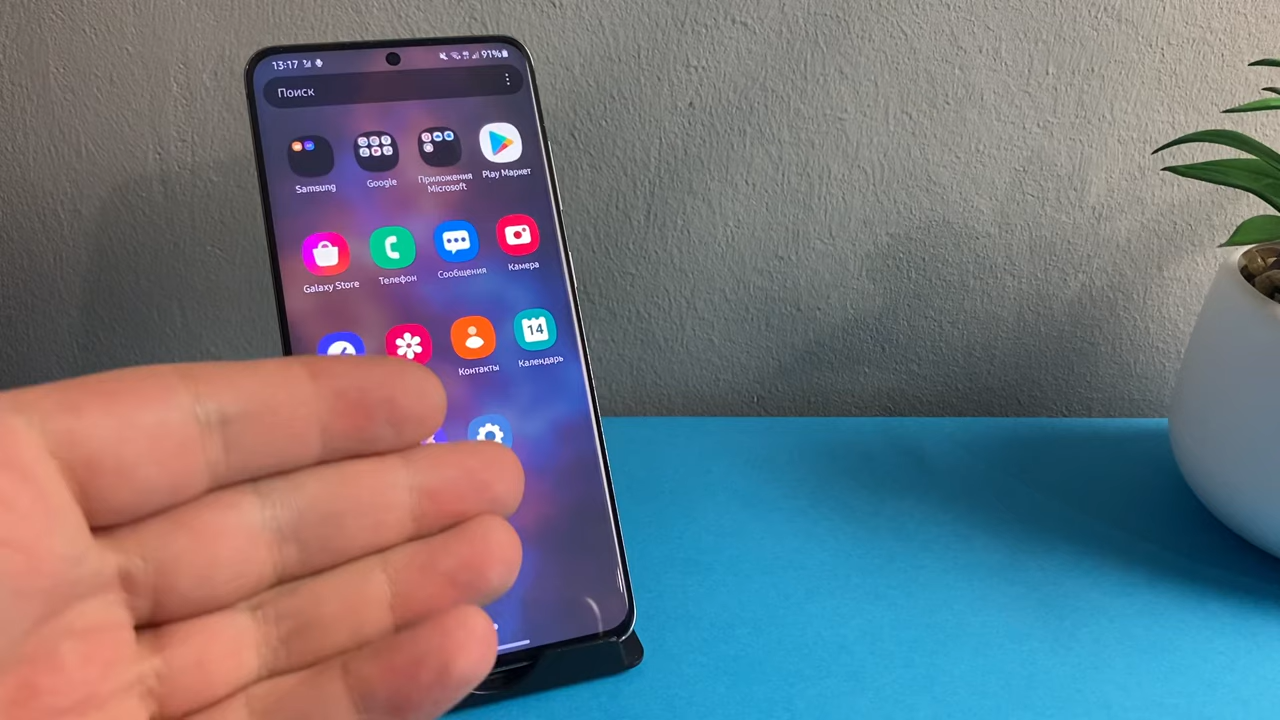 13:17
91%
Поиск
Samsung
Google
Приложения
Microsoft
Play Маркет
Galaxy Store
Телефон
Сообщения
Камера
14
Контакты
Календарь